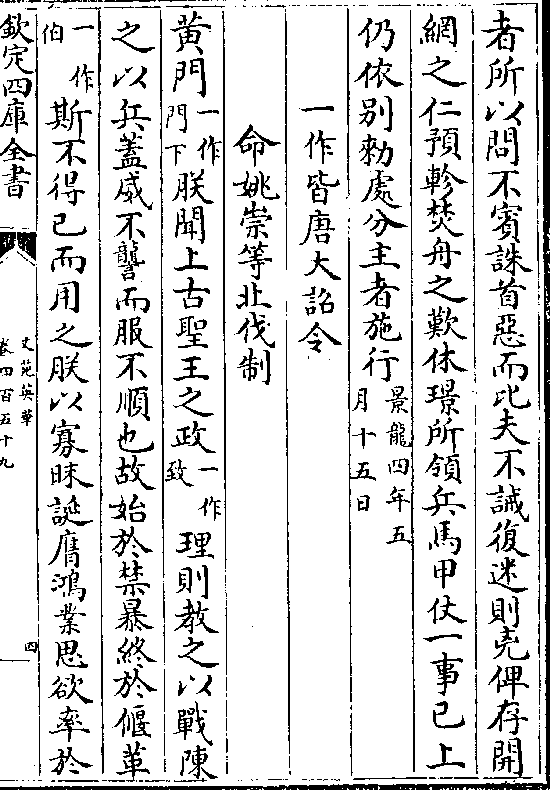 者所以問不賓誅首惡而此夫不誡復迷則克俾存開
網之仁預軫焚舟之歎休璟所領兵馬甲仗一事已上
仍依别勑處分主者施行景龍四年五月十五日
一作皆唐大詔令
命姚崇等北伐制
黄門一作門下朕聞上古聖王之政一作致理則教之以戰陳
之以兵蓋威不讋而服不順也故始於禁暴終於偃革
一作伯斯不得已而用之朕以寡昧誕膺鴻業思欲率於
欽定四庫全書
文苑英華
卷四百五十九
四